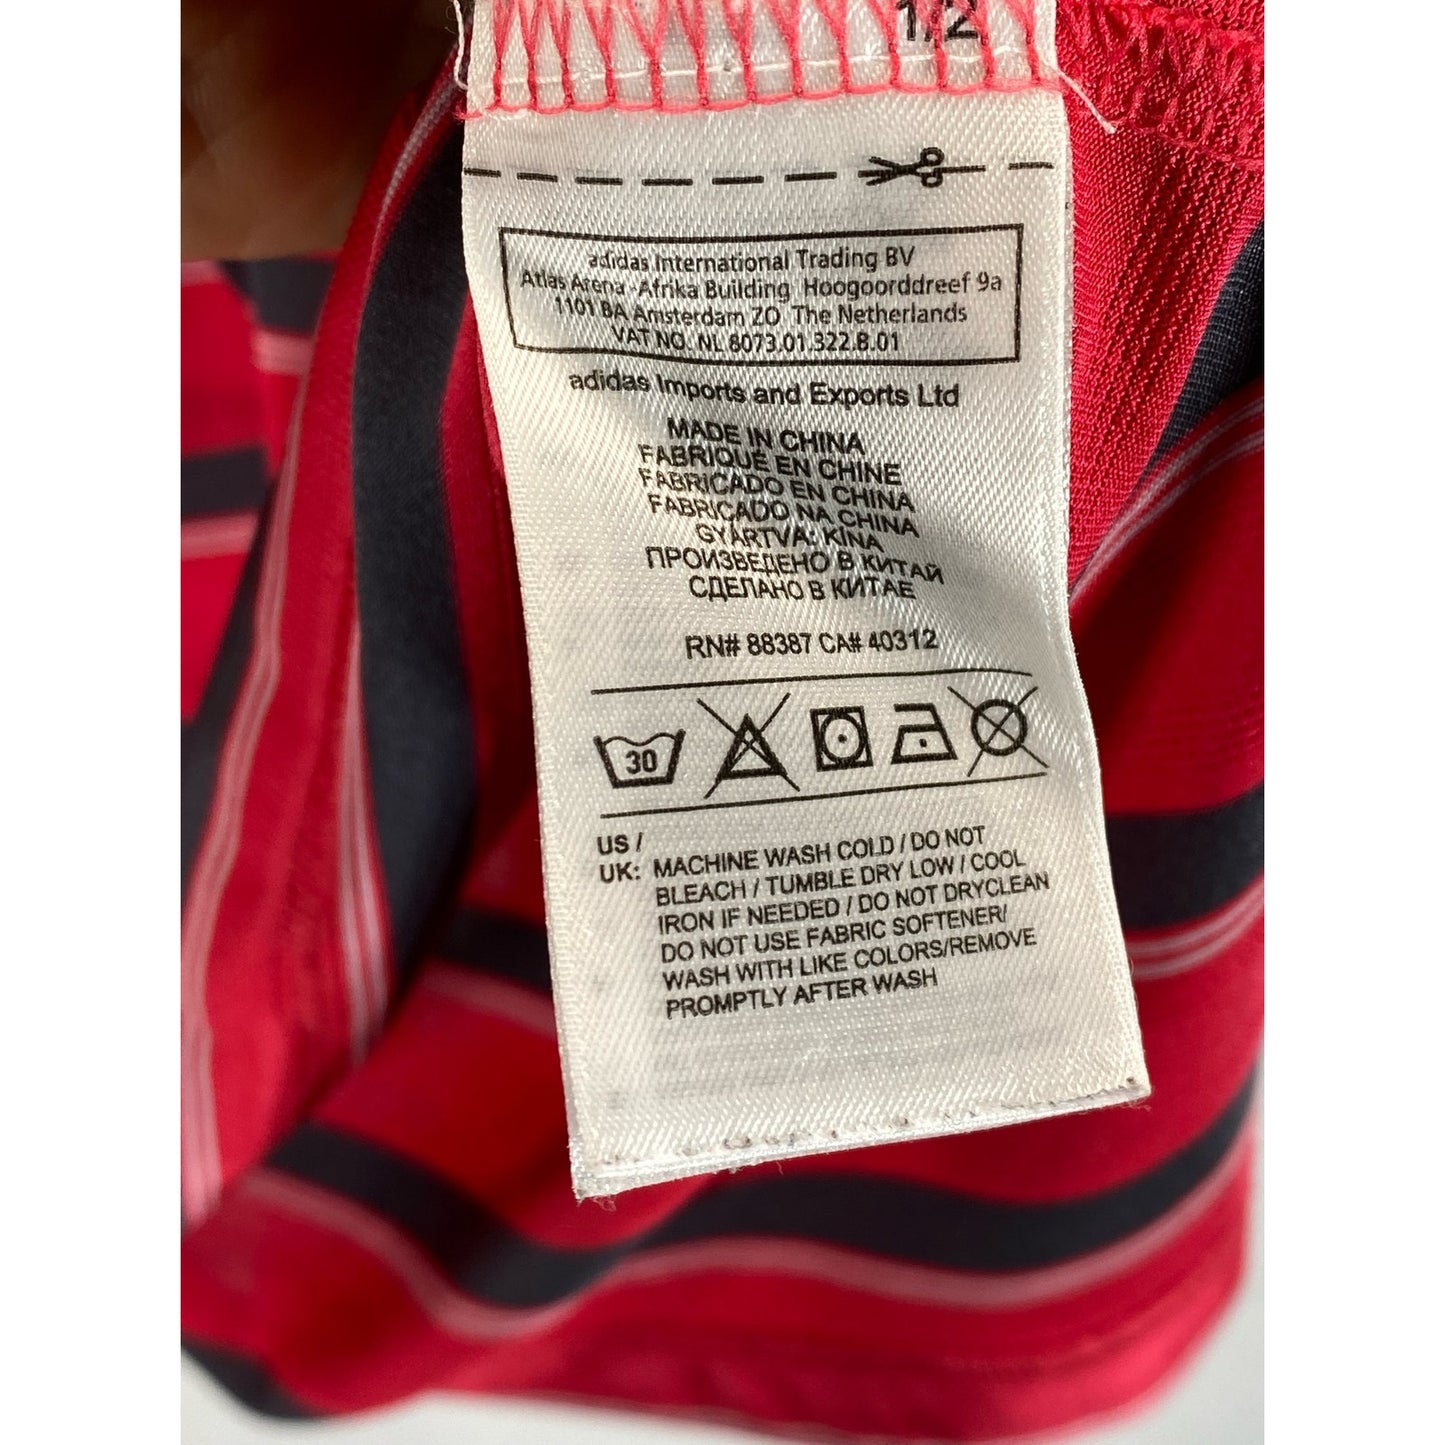 1/2
adidas International Trading BV
Atlas Arena -Afrika Building Hoogoorddreef 9a
1101 BA Amsterdam ZO The Netherlands
VAT NO. NL 8073.01.322.B.01
adidas Imports and Exports Ltd
MADE IN CHINA
FABRIQUÉ EN CHINE
FABRICADO EN CHINA
FABRICADO NA CHINA
GYÁRTVA: KÍNA
ПРОИЗВЕДЕНО В КИТАЙ
СДЕЛАНО В КИТАЕ
RN# 88387 CA# 40312
30
US /
UK: MACHINE WASH COLD / DO NOT
BLEACH / TUMBLE DRY LOW / COOL
IRON IF NEEDED / DO NOT DRYCLEAN
DO NOT USE FABRIC SOFTENER/
WASH WITH LIKE COLORS/REMOVE
PROMPTLY AFTER WASH